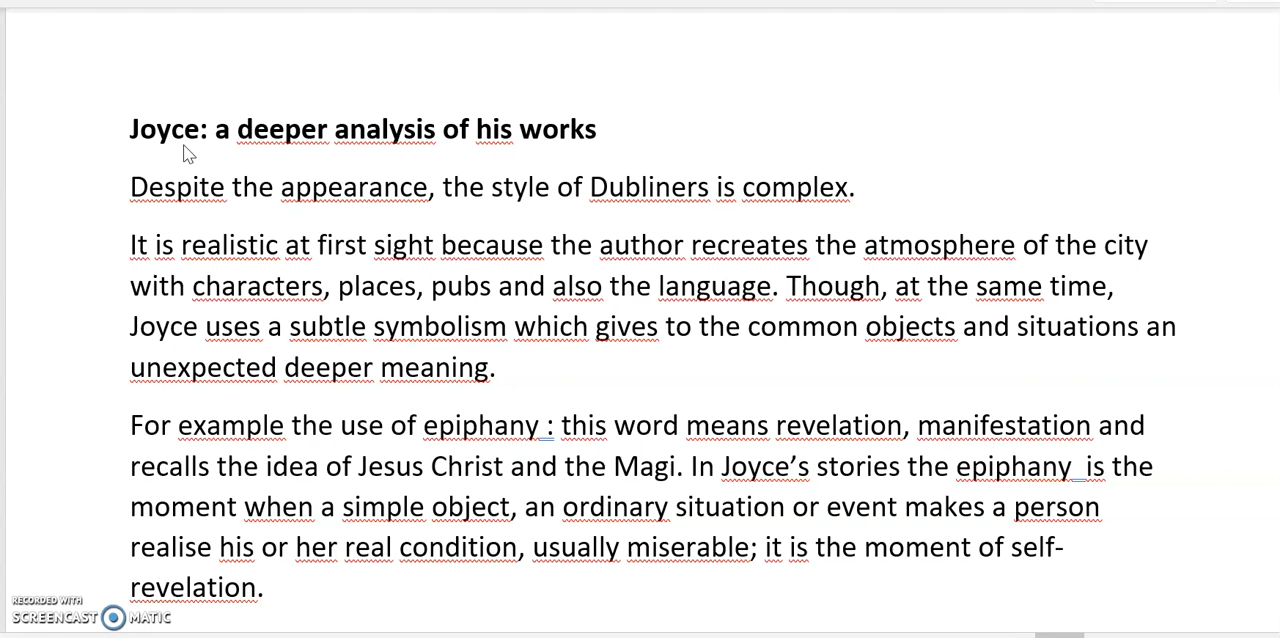 Joyce: a deeper analysis of his works
Despite the appearance, the style of Dubliners is complex.
It is realistic at first sight because the author recreates the atmosphere of the city
with characters, places, pubs and also the language. Though, at the same time,
Joyce uses a subtle symbolism which gives to the common objects and situations an
unexpected deeper meaning.
For example the use of epiphany : this word means revelation, manifestation and
recalls the idea of Jesus Christ and the Magi. In Joyce’s stories the epiphany  is the
moment when a simple object, an ordinary situation or event makes a person
realise his or her real condition, usually miserable; it is the moment of self-
revelation.
RECORDED WITH
SCREENCAST MATIC